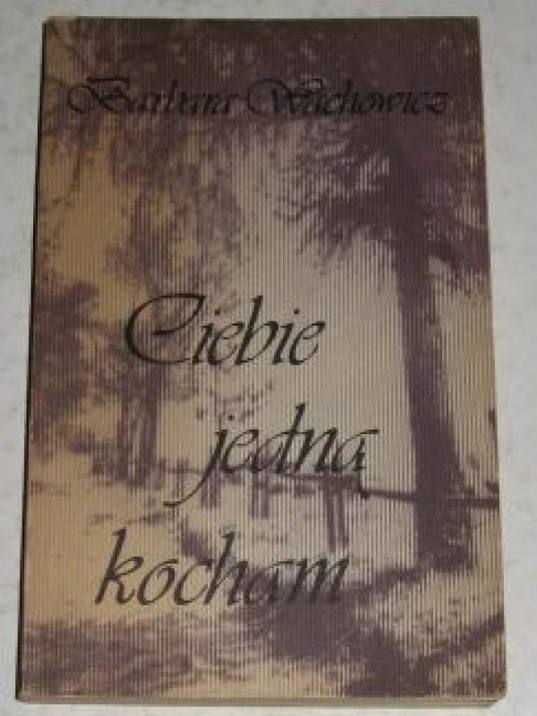 Barbara Wachowicz
Ciebie
jedną
kocham